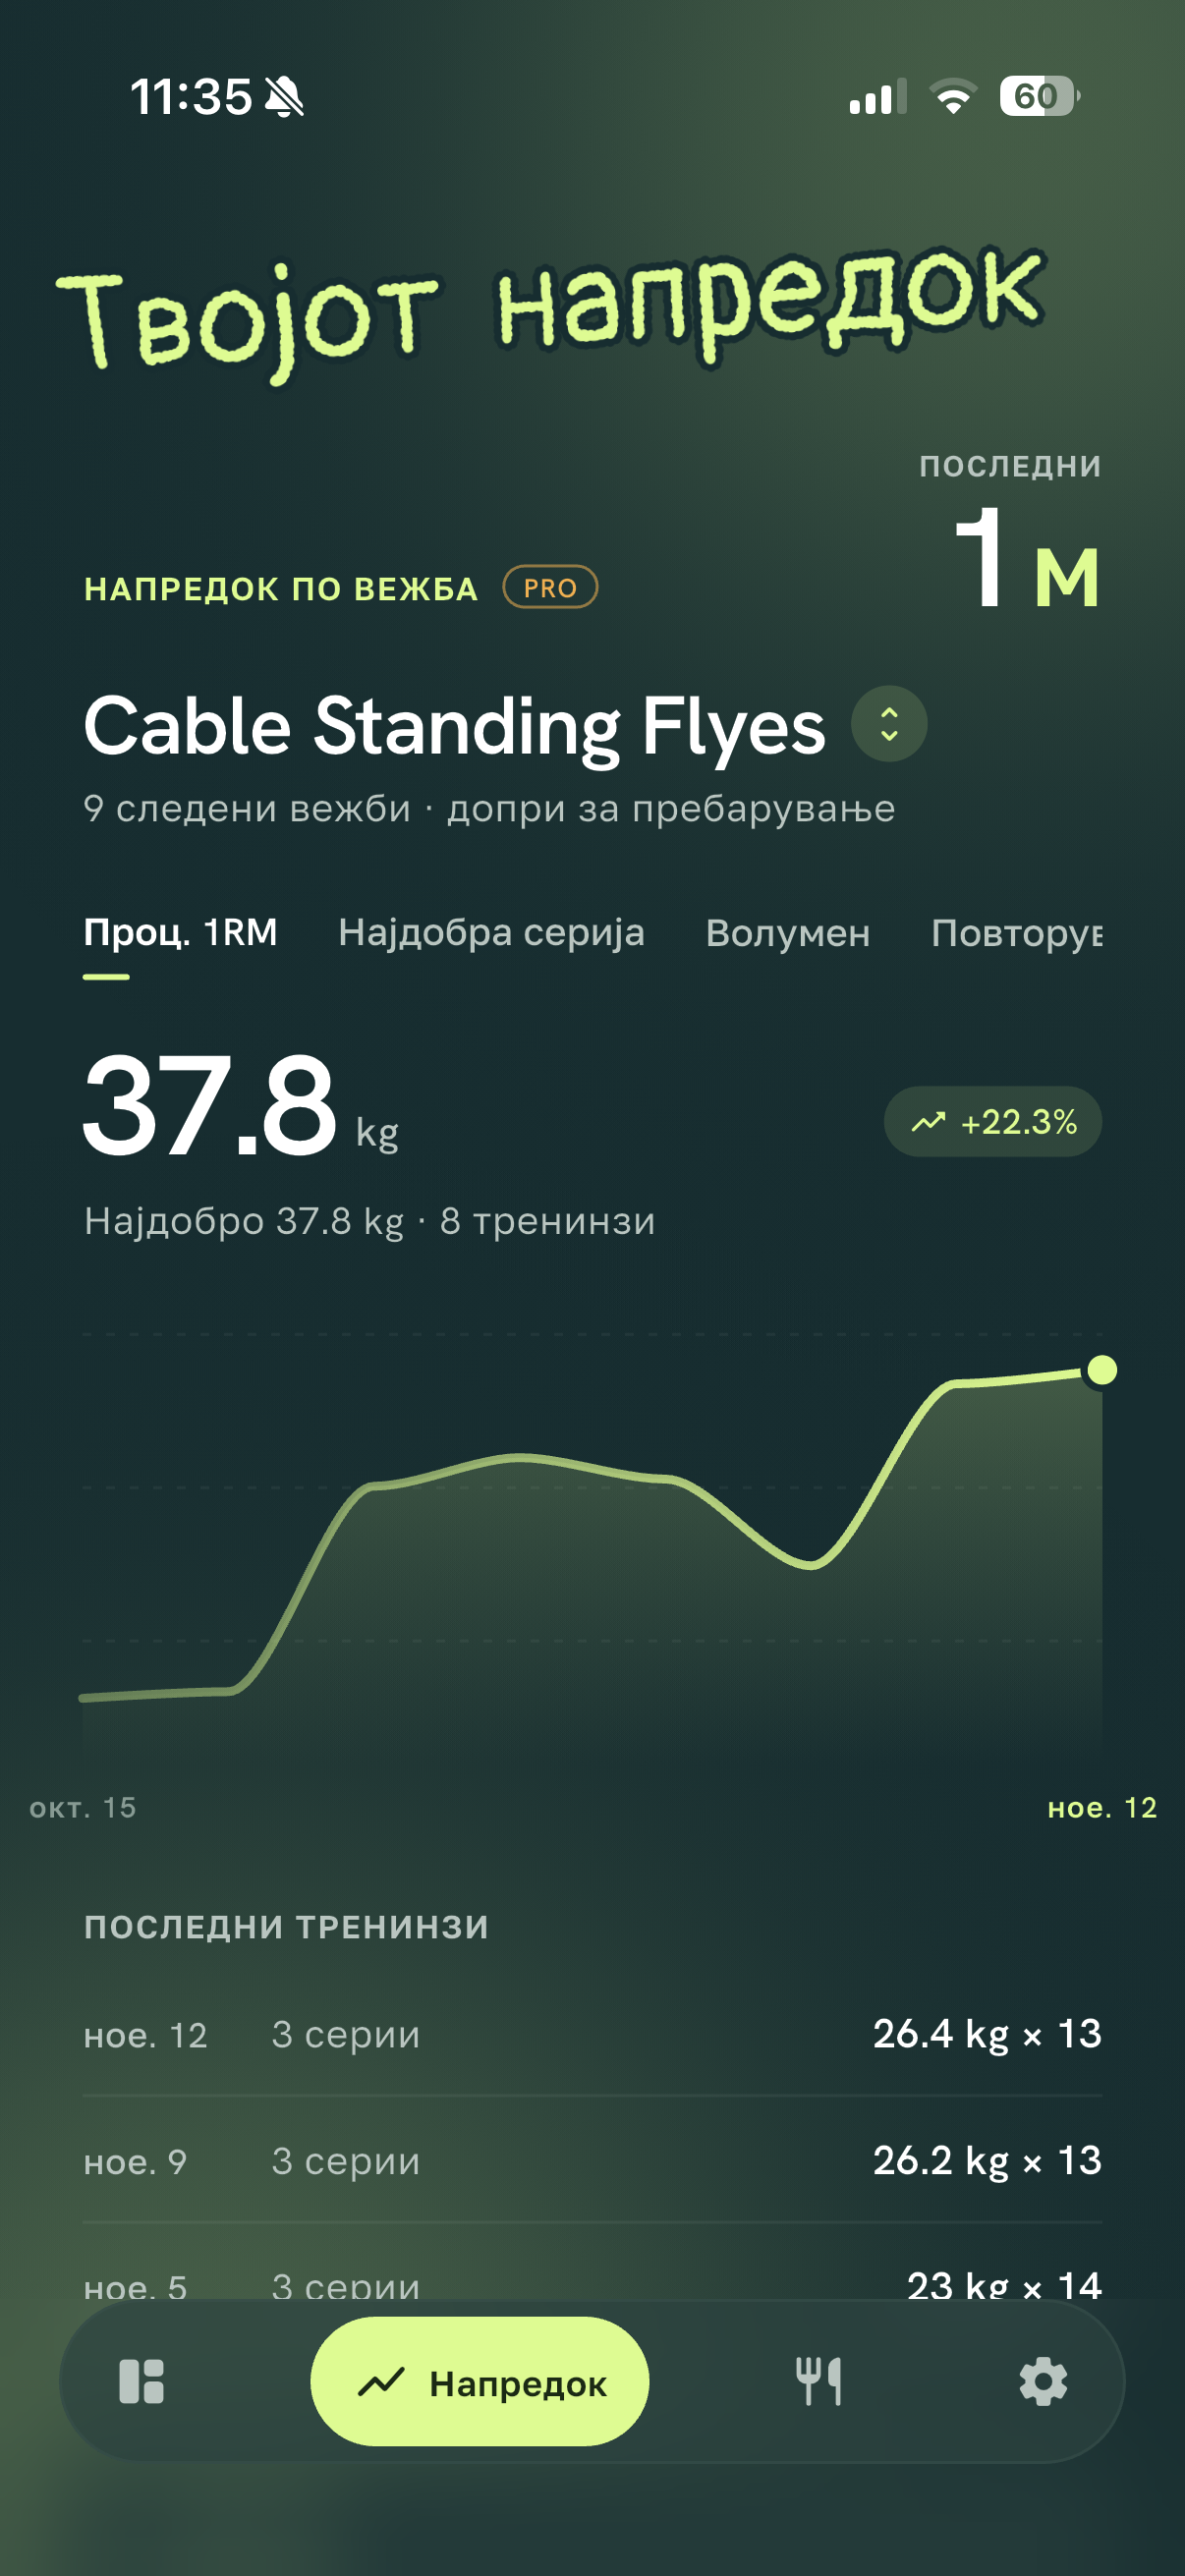 11:35
60
Твојот напредок
ПОСЛЕДНИ
1 М
НАПРЕДОК ПО ВЕЖБА PRO
Cable Standing Flyes
9 следени вежби · допри за пребарување
Проц. 1RM Најдобра серија Волумен
37.8 kg
+22.3%
Најдобро 37.8 kg · 8 тренинзи
окт. 15 ное. 12
ПОСЛЕДНИ ТРЕНИНЗИ
ное. 12 3 серии 26.4 kg × 13
ное. 9 3 серии 26.2 kg × 13
ное. 5 3 серии 23 kg × 14
Напредок